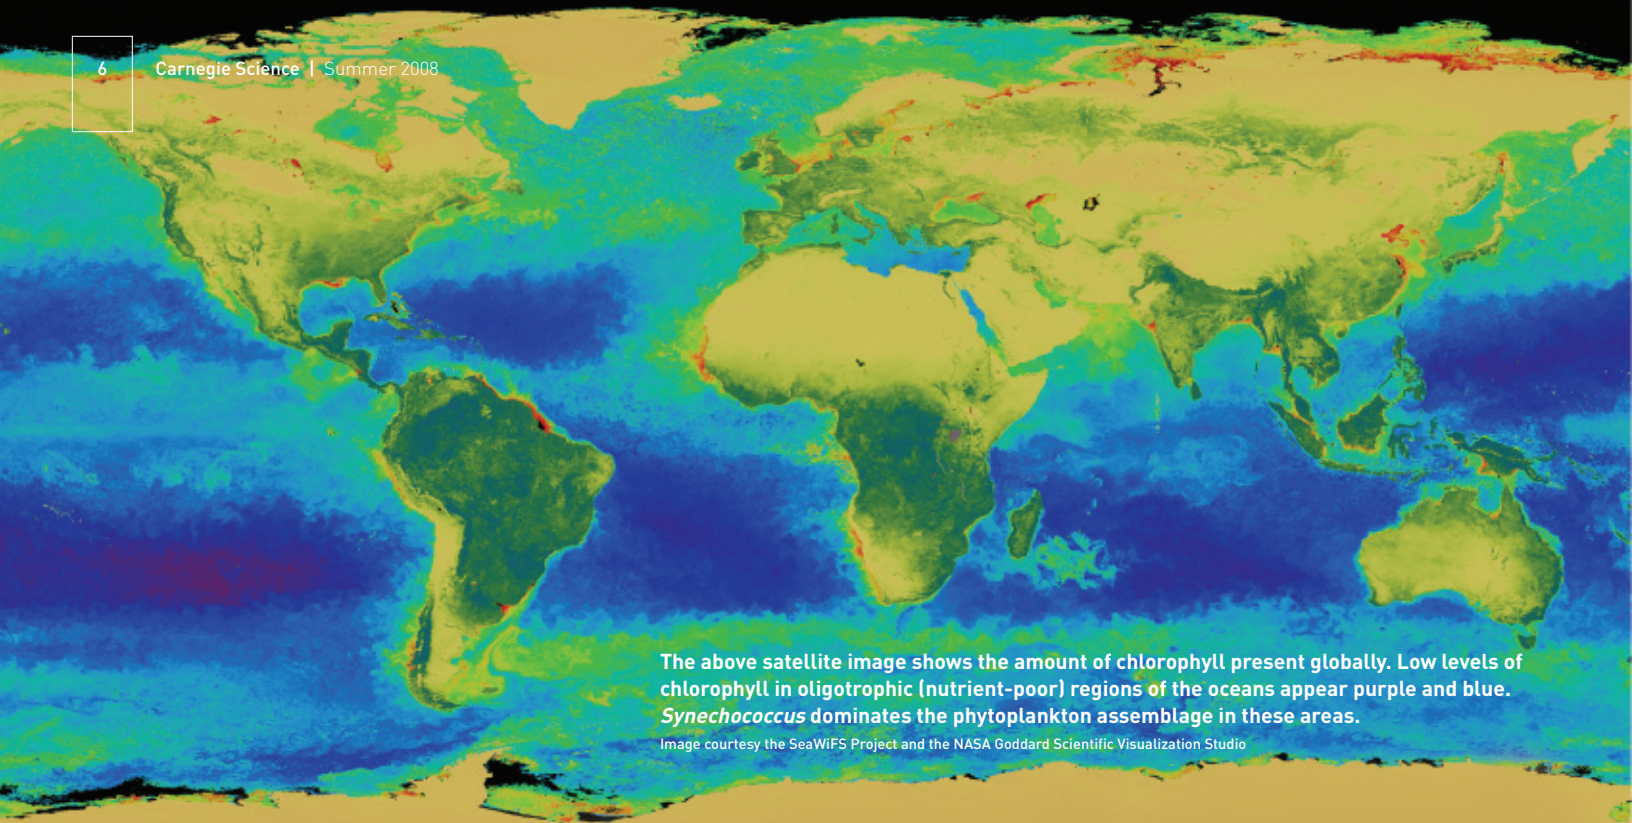 6
Carnegie Science | Summer 2008
The above satellite image shows the amount of chlorophyll present globally. Low levels of
chlorophyll in oligotrophic (nutrient-poor) regions of the oceans appear purple and blue.
Synechococcus dominates the phytoplankton assemblage in these areas.
Image courtesy the SeaWiFS Project and the NASA Goddard Scientific Visualization Studio